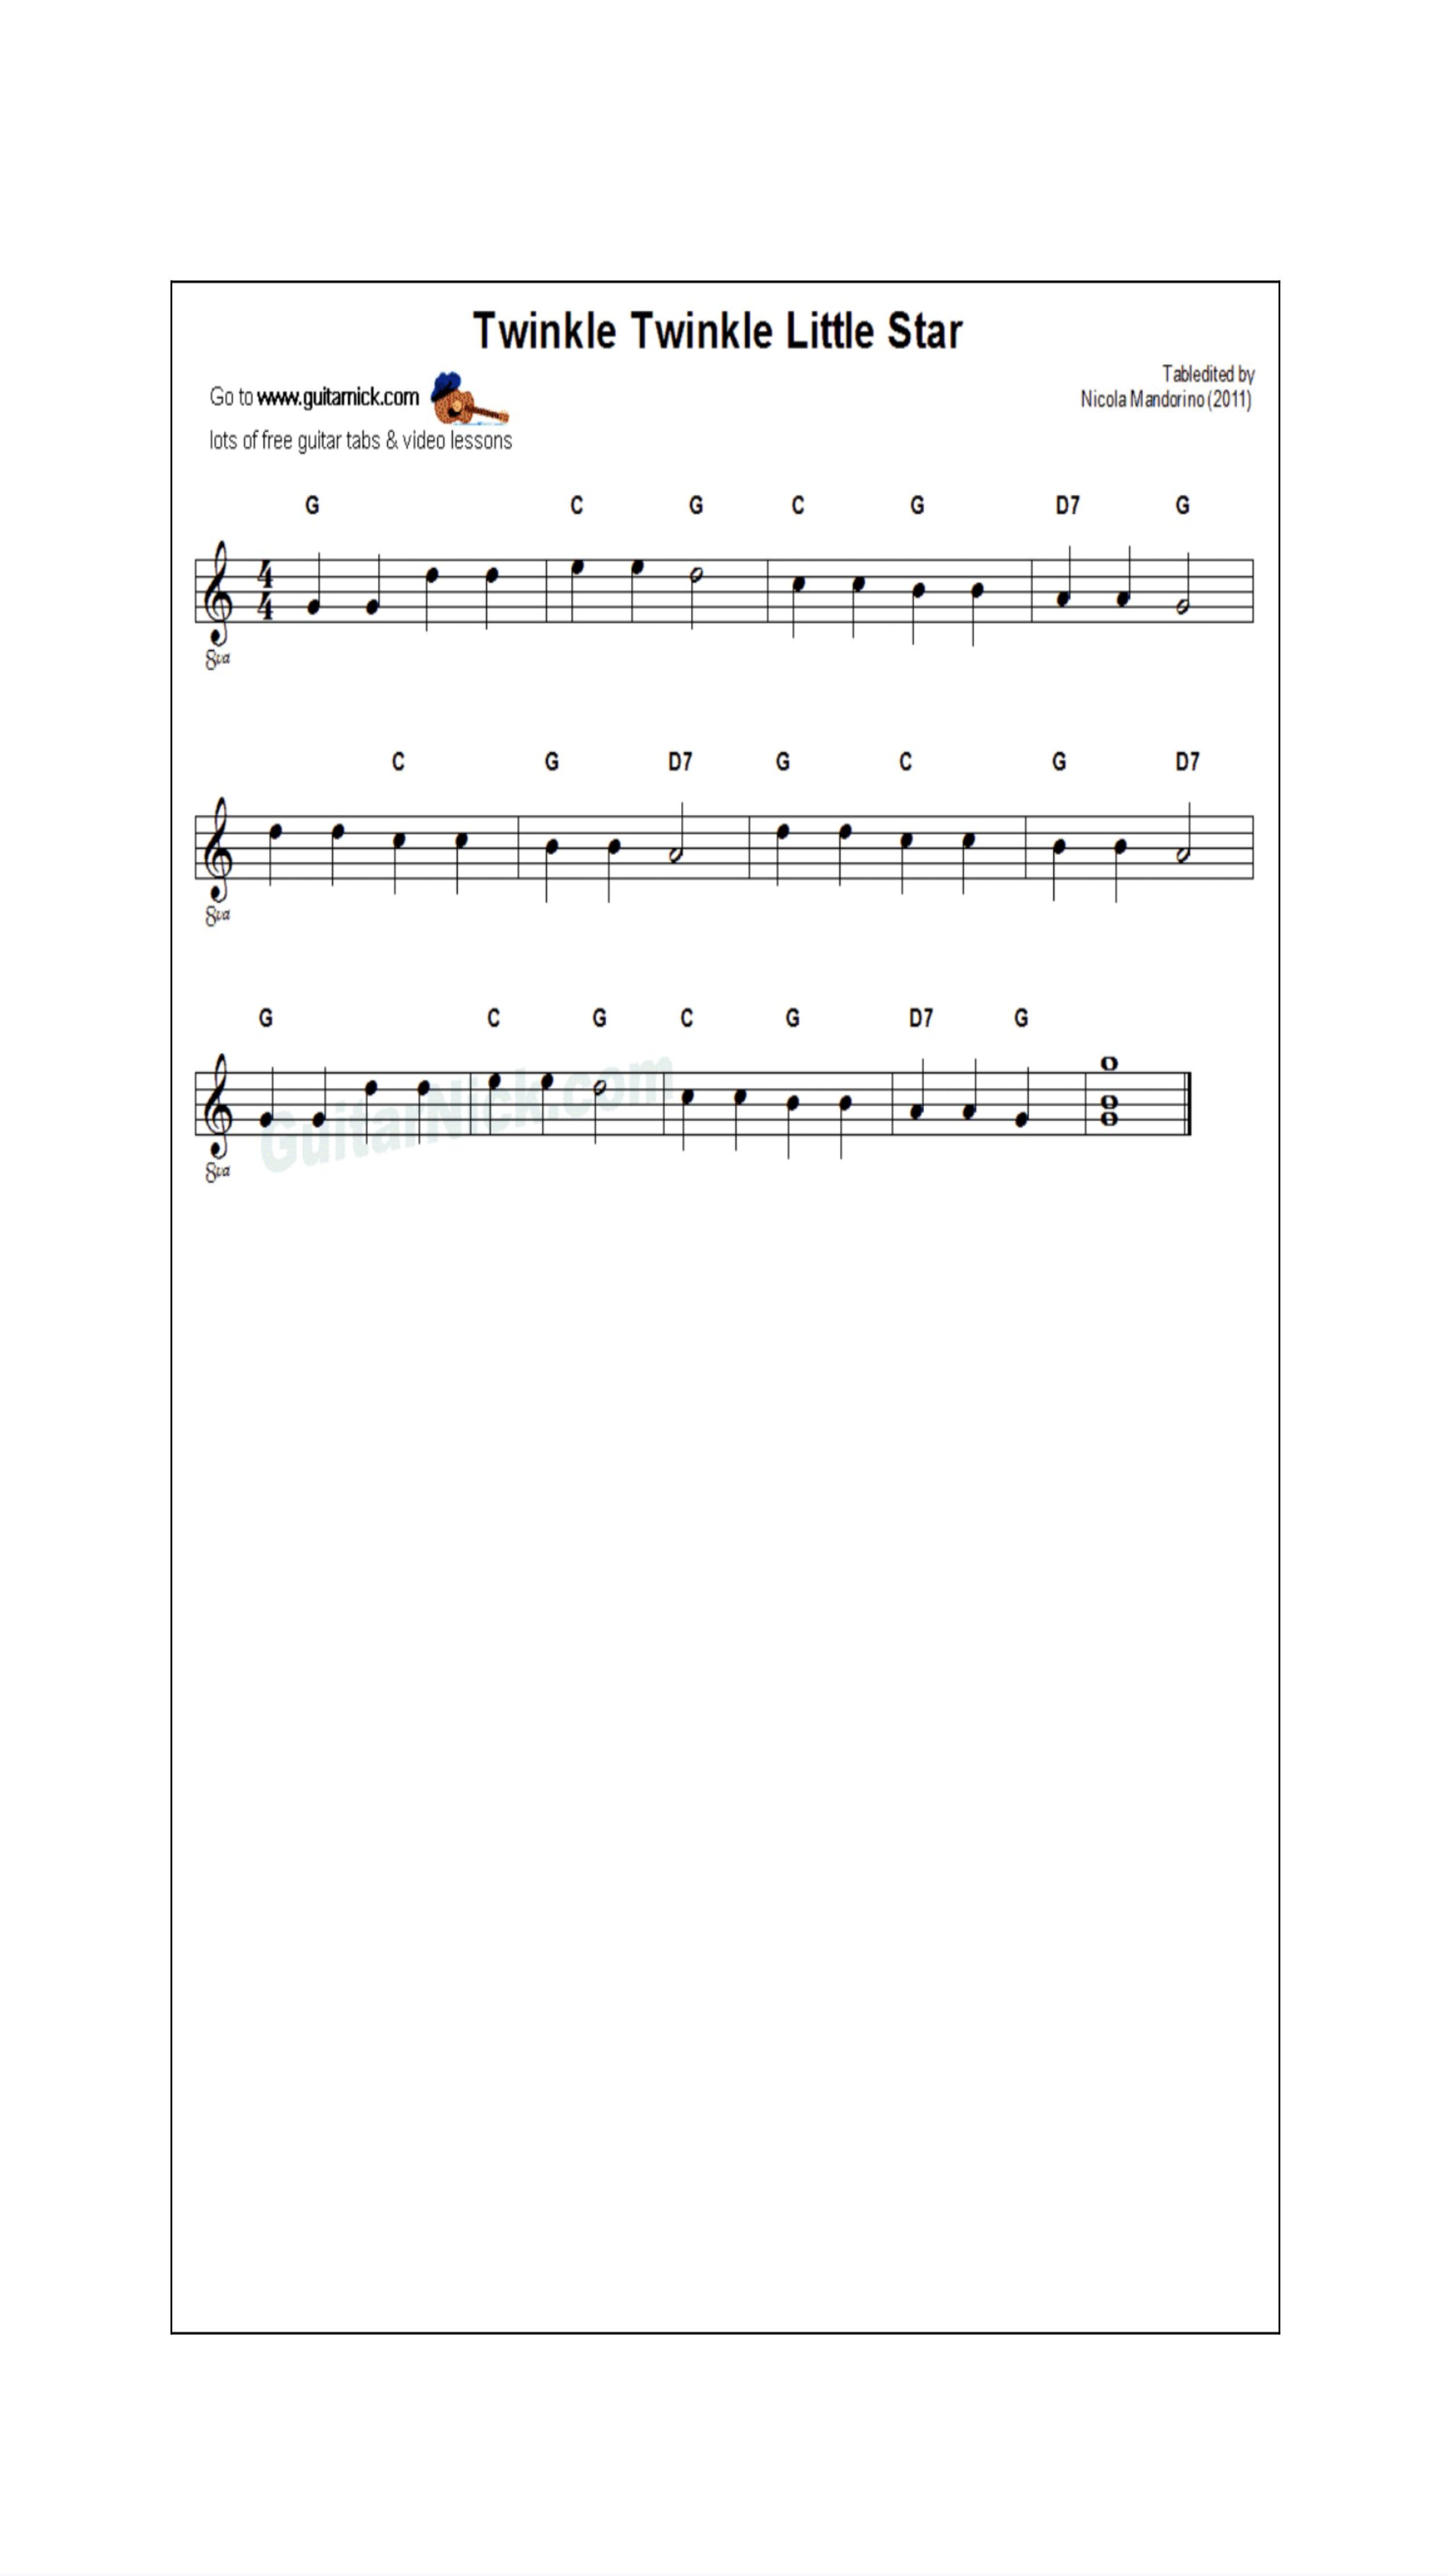 Twinkle Twinkle Little Star
Tabledited by
Go to www.guitarnick.com
Nicola Mandorino (2011)
lots of free guitar tabs & video lessons
G C G C G D7 G
4
4
8va
C G D7 G C G D7
8va
G C G C G D7 G
GuitarNick.com
8va